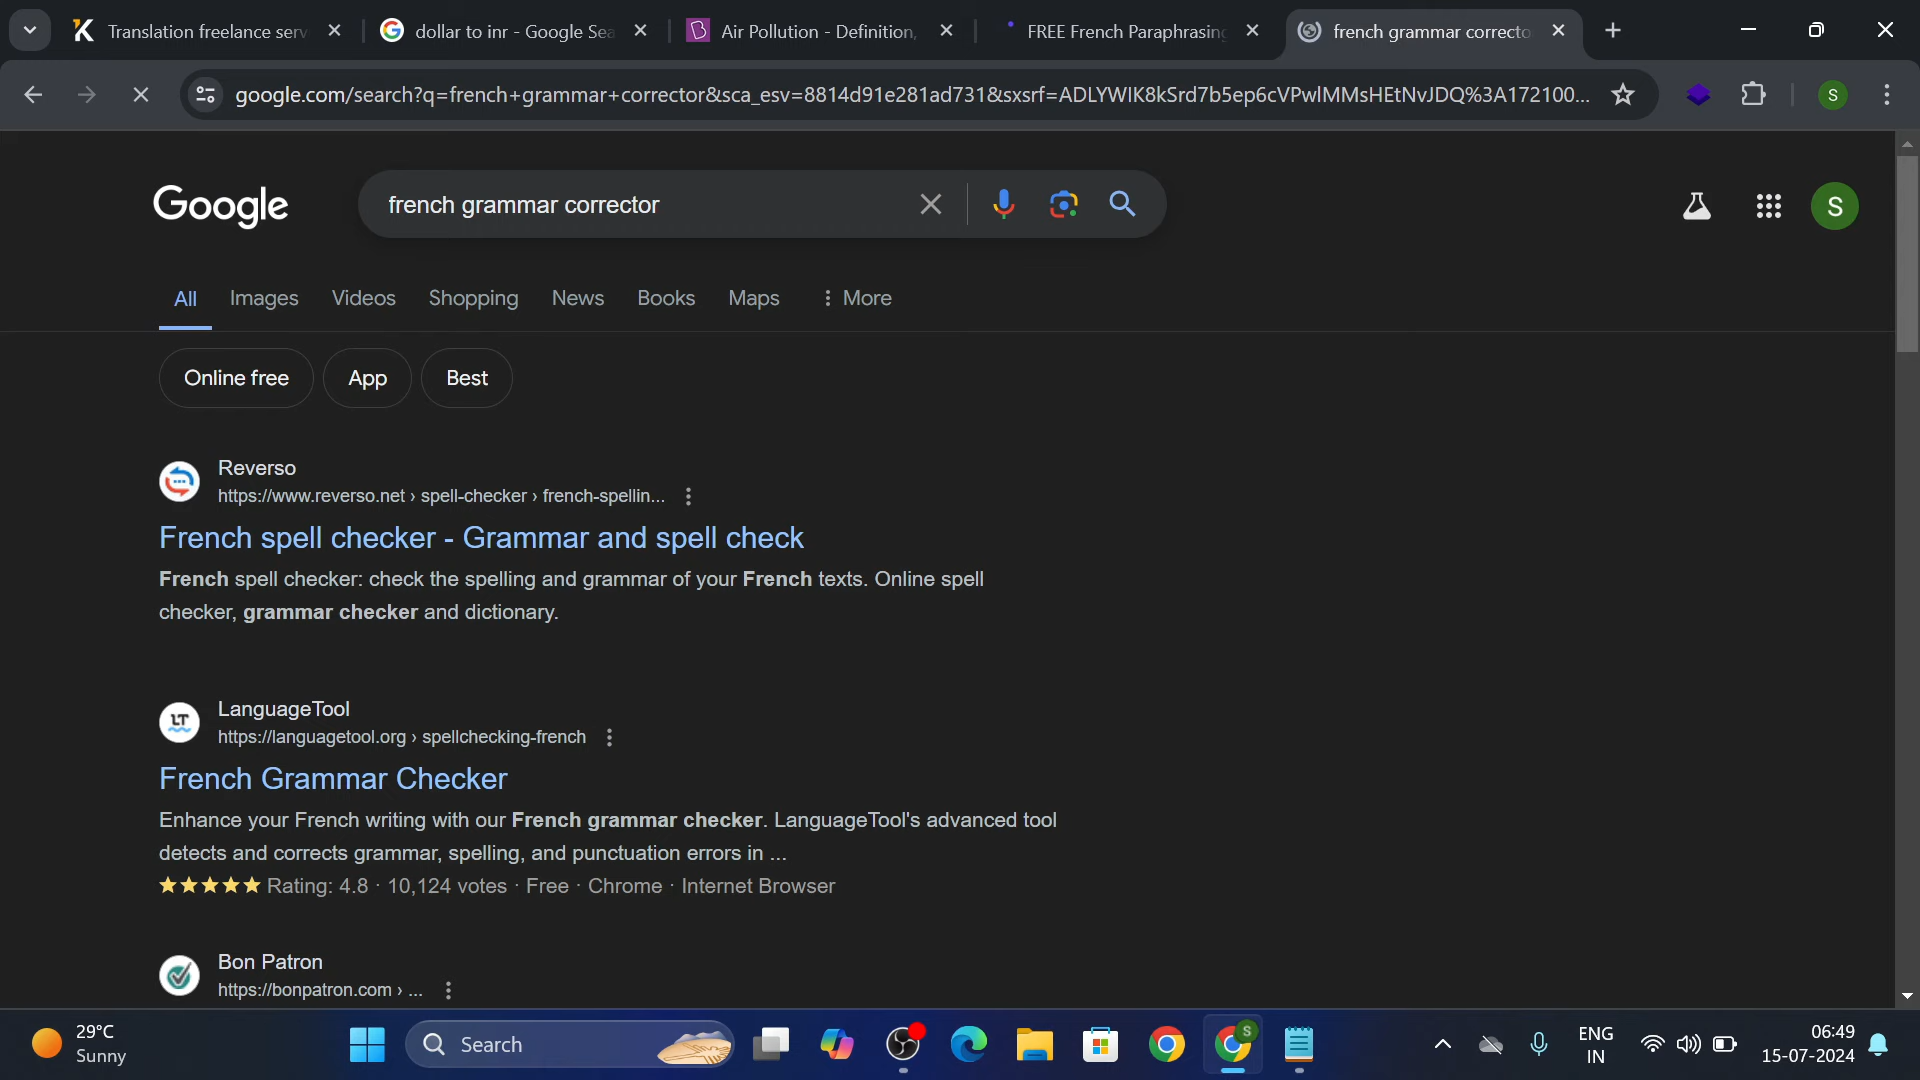 Translation freelance serv
dollar to inr - Google Sea
Air Pollution - Definition,
FREE French Paraphrasing
french grammar correcto
google.com/search?q=french+grammar+corrector&sca_esv=8814d91e281ad731&sxsrf=ADLYWIK8kSrd7b5ep6cVPwlMMsHEtNvJDQ%3A172100...
S
Google
french grammar corrector
S
All
Images
Videos
Shopping
News
Books
Maps
More
Online free
App
Best
Reverso
https://www.reverso.net › spell-checker › french-spellin...
French spell checker - Grammar and spell check
French spell checker: check the spelling and grammar of your French texts. Online spell
checker, grammar checker and dictionary.
LT
LanguageTool
https://languagetool.org › spellchecking-french
French Grammar Checker
Enhance your French writing with our French grammar checker. LanguageTool's advanced tool
detects and corrects grammar, spelling, and punctuation errors in ...
Rating: 4.8 · 10,124 votes · Free · Chrome · Internet Browser
Bon Patron
https://bonpatron.com › ...
29°C
Sunny
Search
S
ENG
IN
06:49
15-07-2024